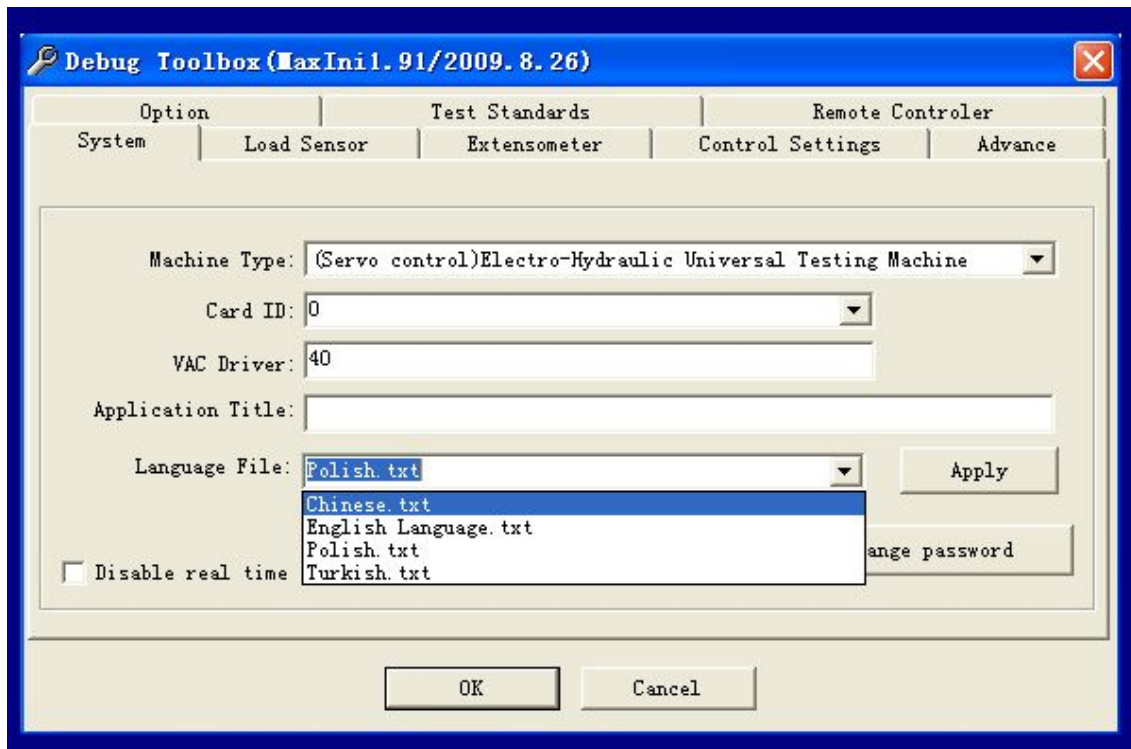 Debug Toolbox(MaxIni1.91/2009.8.26)
Option Test Standards Remote Controler
System Load Sensor Extensometer Control Settings Advance
Machine Type: (Servo control)Electro-Hydraulic Universal Testing Machine
Card ID: 0
VAC Driver: 40
Application Title:
Language File: Polish.txt Apply
Chinese.txt
English Language.txt
Polish.txt ange password
Disable real time Turkish.txt
OK Cancel